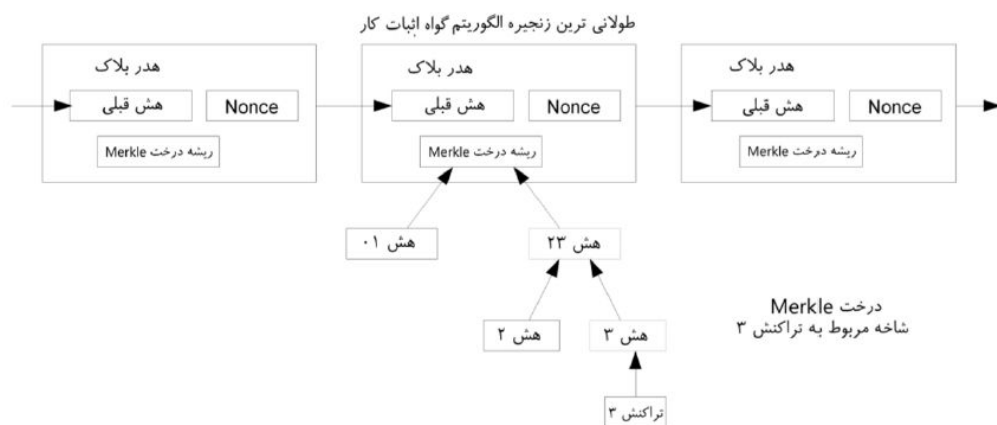 طولانی ترین زنجیره الگوریتم گواه اثبات کار
هدر بلاک
هش قبلی
Nonce
ریشه درخت Merkle
هدر بلاک
هش قبلی
Nonce
ریشه درخت Merkle
هدر بلاک
هش قبلی
Nonce
ریشه درخت Merkle
هش ۰۱
هش ۲۳
هش ۲
هش ۳
تراکنش ۳
درخت Merkle
شاخه مربوط به تراکنش ۳